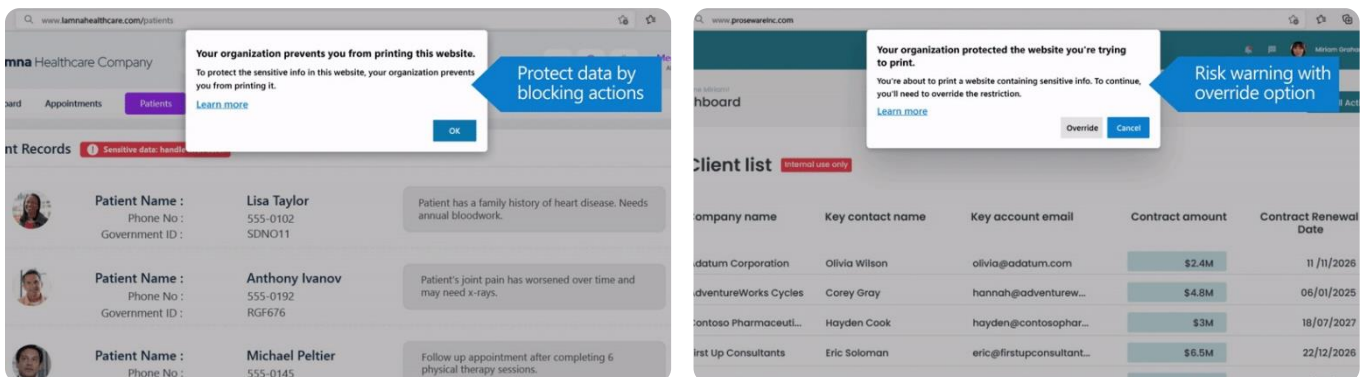 www.lamnahealthcare.com/patients
mna Healthcare Company
Your organization prevents you from printing this website.
To protect the sensitive info in this website, your organization prevents
you from printing it.
Learn more
OK
Protect data by
blocking actions
Appointments
Patients
nt Records
Sensitive data: handle
Patient Name :
Lisa Taylor
Phone No :
555-0102
Government ID :
SDNO11
Patient has a family history of heart disease. Needs
annual bloodwork.
Patient Name :
Anthony Ivanov
Phone No :
555-0192
Government ID :
RGF676
Patient's joint pain has worsened over time and
may need x-rays.
Patient Name :
Michael Peltier
Phone No :
555-0145
Follow up appointment after completing 6
physical therapy sessions.
www.prosewareinc.com
Miriam Graha
Your organization protected the website you're trying
to print.
You're about to print a website containing sensitive info. To continue,
you'll need to override the restriction.
Learn more
Override
Cancel
Risk warning with
override option
hboard
Client list
Internal use only
ompany name
Key contact name
Key account email
Contract amount
Contract Renewal
Date
datum Corporation
Olivia Wilson
olivia@adatum.com
$2.4M
11 /11/2026
dventureWorks Cycles
Corey Gray
hannah@adventurew...
$4.8M
06/01/2025
ontoso Pharmaceuti...
Hayden Cook
hayden@contosophar...
$3M
18/07/2027
irst Up Consultants
Eric Soloman
eric@firstupconsultant...
$6.5M
22/12/2026